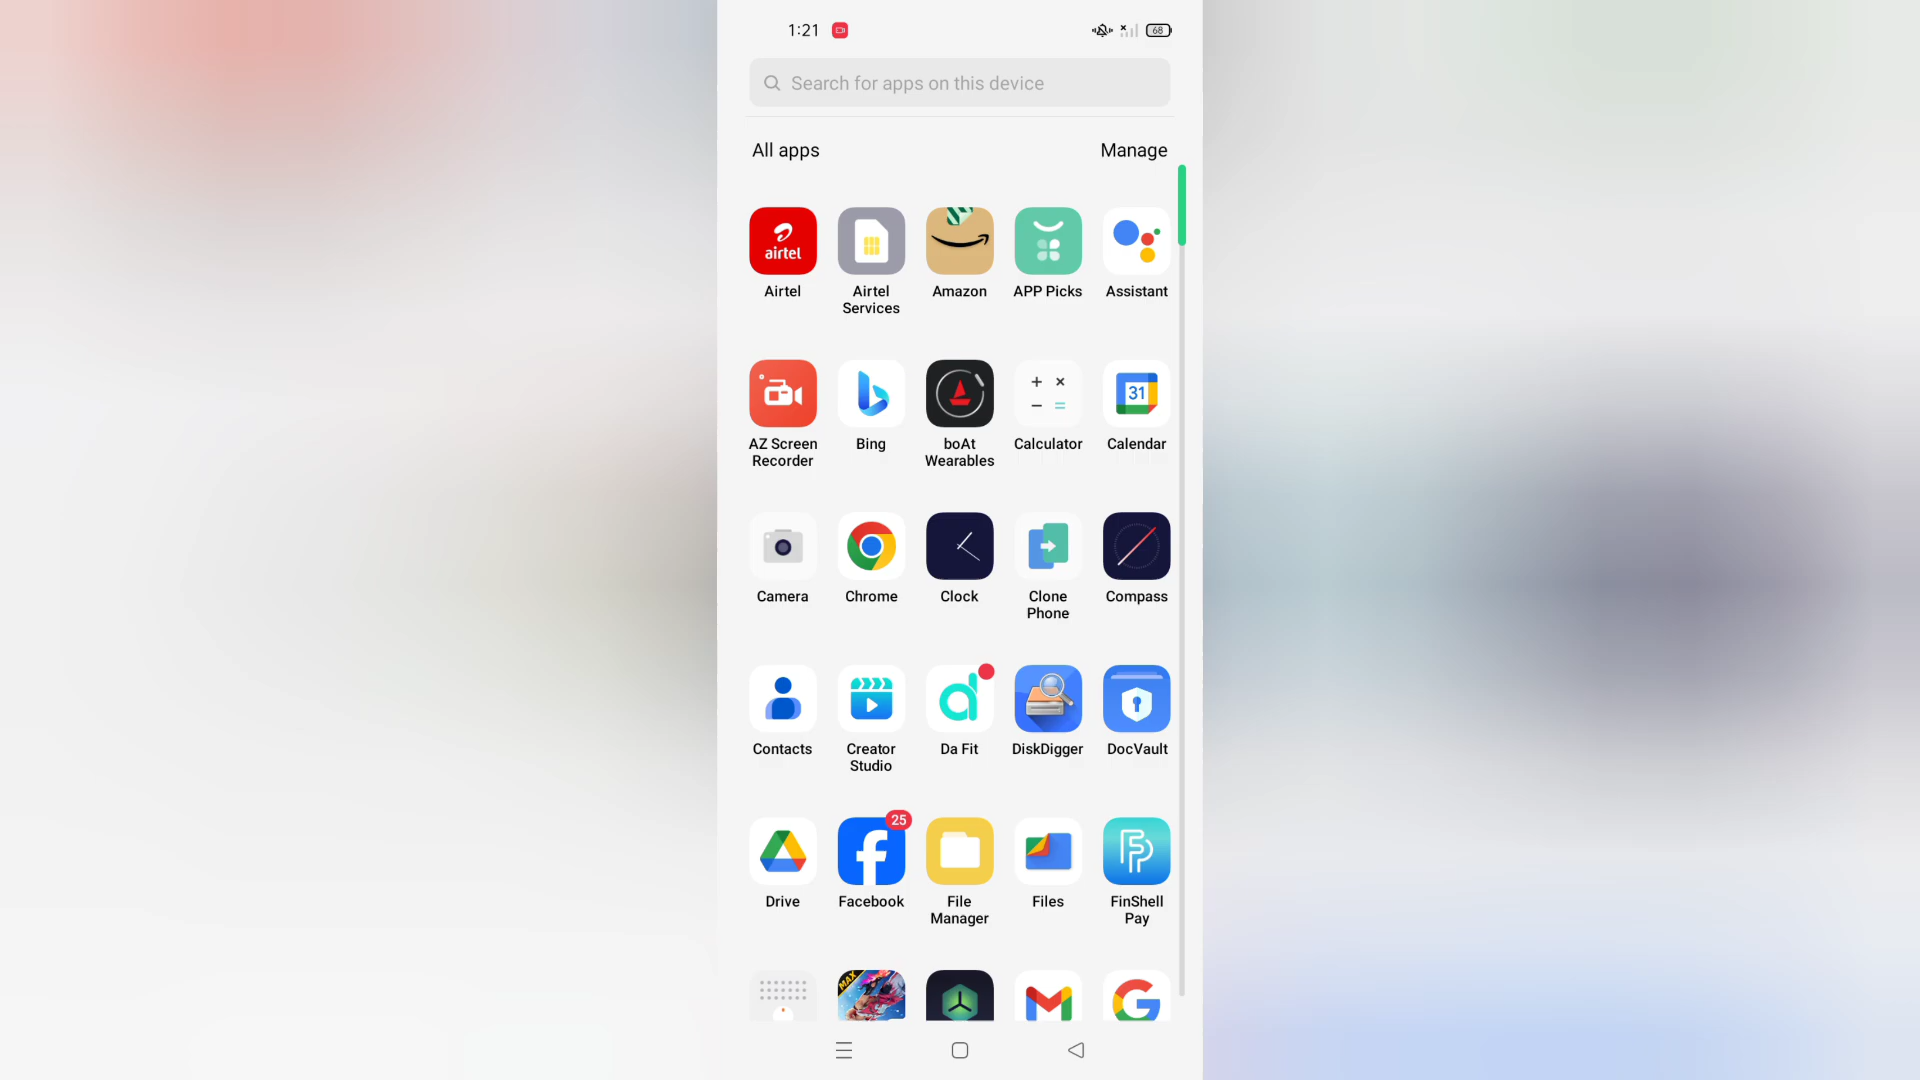 1:21
68
Search for apps on this device
All apps
Manage
airtel
Airtel
Airtel
Services
Amazon
APP Picks
Assistant
AZ Screen
Recorder
Bing
boAt
Wearables
Calculator
31
Calendar
Camera
Chrome
Clock
Clone
Phone
Compass
Contacts
Creator
Studio
Da Fit
DiskDigger
DocVault
Drive
25
Facebook
File
Manager
Files
FinShell
Pay
MAX